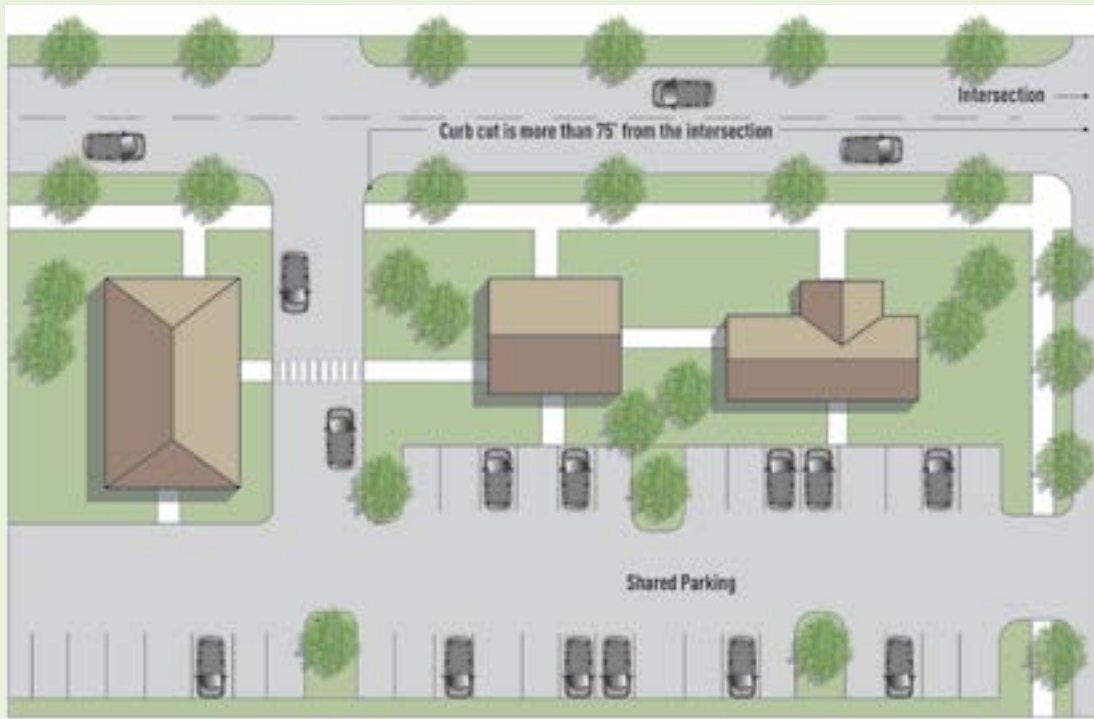 Intersection
Curb cut is more than 75' from the intersection
Shared Parking